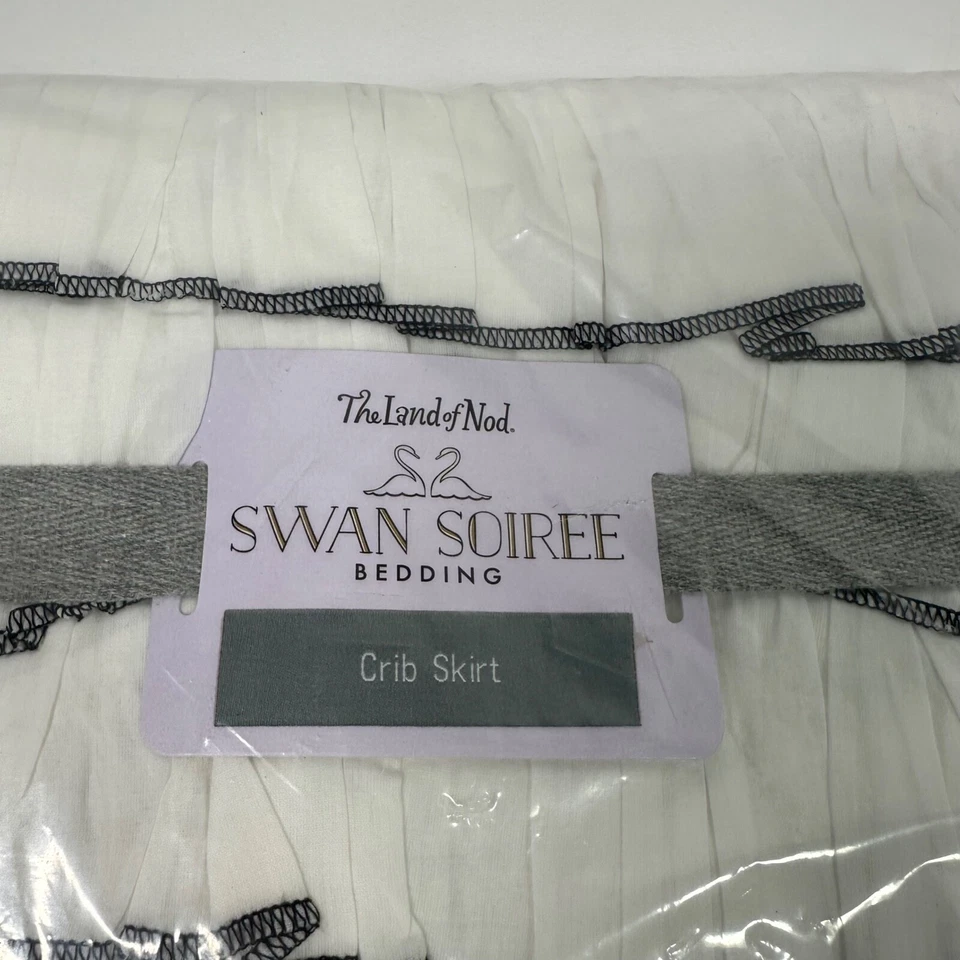 The Land of Nod.
SWAN SOIREE
BEDDING
Crib Skirt